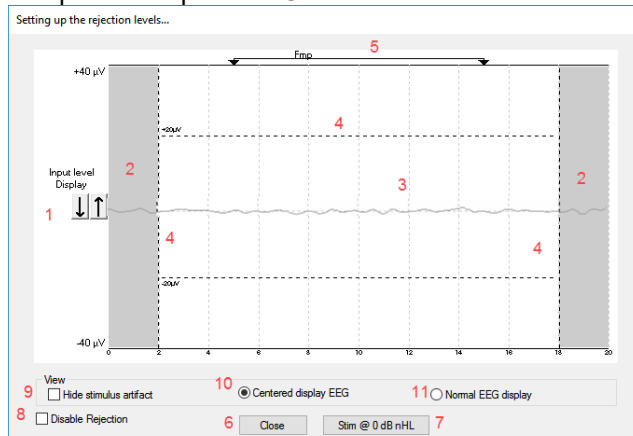 Setting up the rejection levels...
5
Fmp
+40 µV
4
+20µV
2
2
Input level
Display
3
1
4
4
-20µV
-40 µV
0 2 4 6 8 10 12 14 16 18 20
View
9 Hide stimulus artifact 10 Centered display EEG 11 Normal EEG display
8 Disable Rejection 6 Close Stim @ 0 dB nHL 7